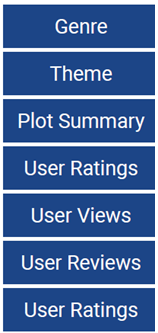 Genre
Theme
Plot Summary
User Ratings
User Views
User Reviews
User Ratings